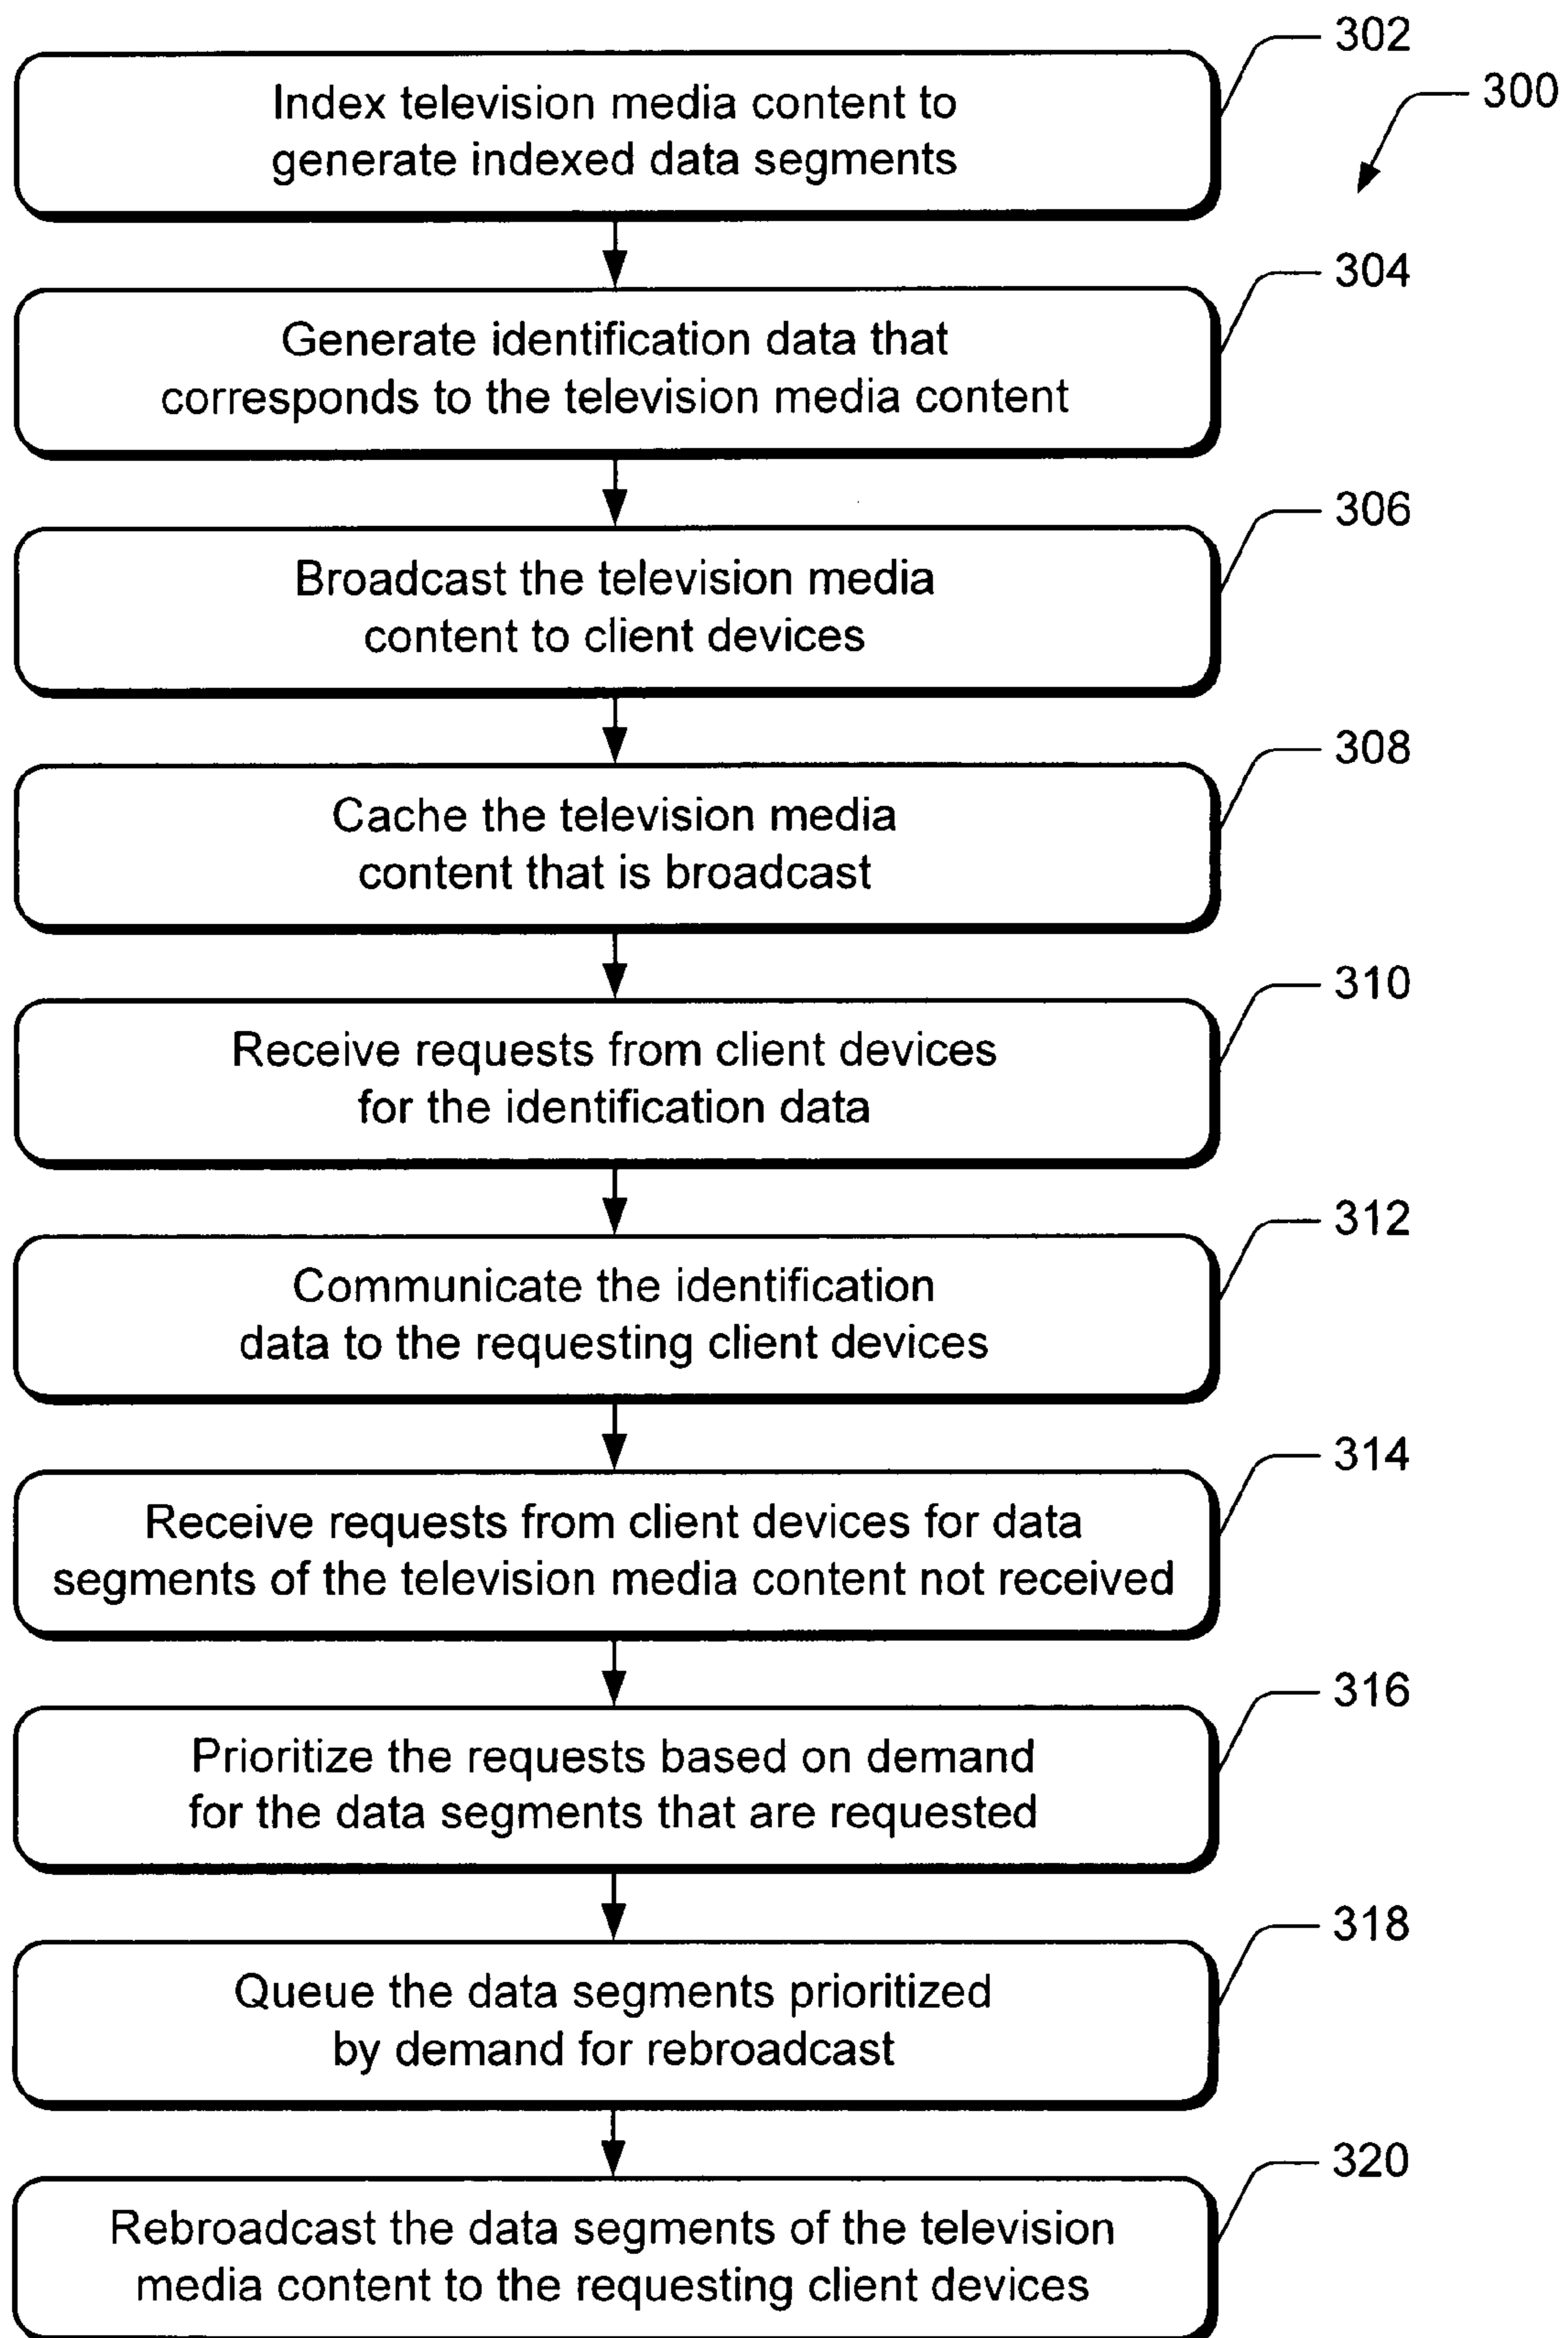 302
300
Index television media content to
generate indexed data segments
304
Generate identification data that
corresponds to the television media content
306
Broadcast the television media
content to client devices
308
Cache the television media
content that is broadcast
310
Receive requests from client devices
for the identification data
312
Communicate the identification
data to the requesting client devices
314
Receive requests from client devices for data
segments of the television media content not received
316
Prioritize the requests based on demand
for the data segments that are requested
318
Queue the data segments prioritized
by demand for rebroadcast
320
Rebroadcast the data segments of the television
media content to the requesting client devices